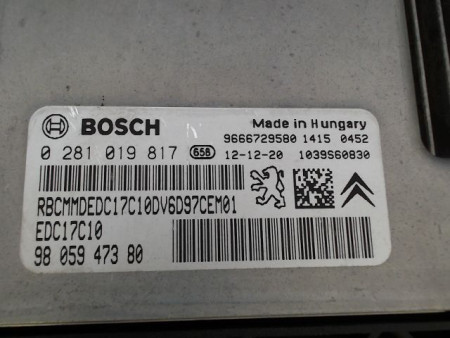 BOSCH
Made in Hungary
9666729580 1415 0452
0 281 019 817 656 12-12-20 1039S60830
RBCMMDEDC17C10DV6D97CEM01
EDC17C10
98 059 473 80